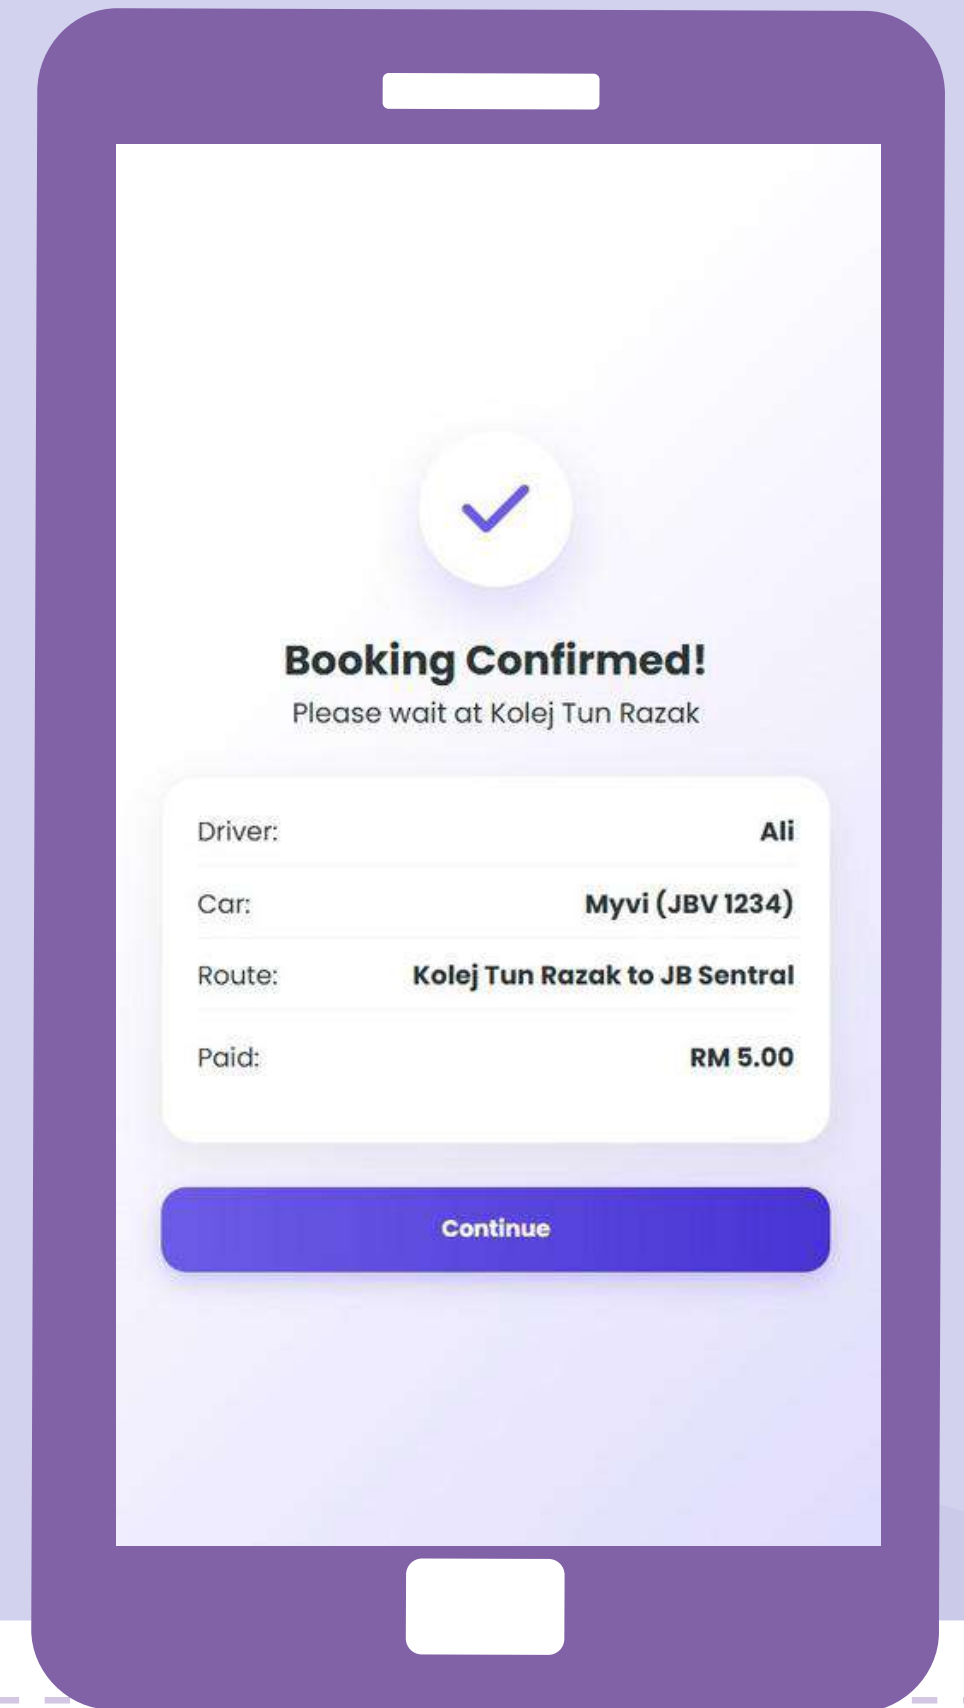 Booking Confirmed!
Please wait at Kolej Tun Razak
Driver: Ali
Car: Myvi (JBV 1234)
Route: Kolej Tun Razak to JB Sentral
Paid: RM 5.00
Continue